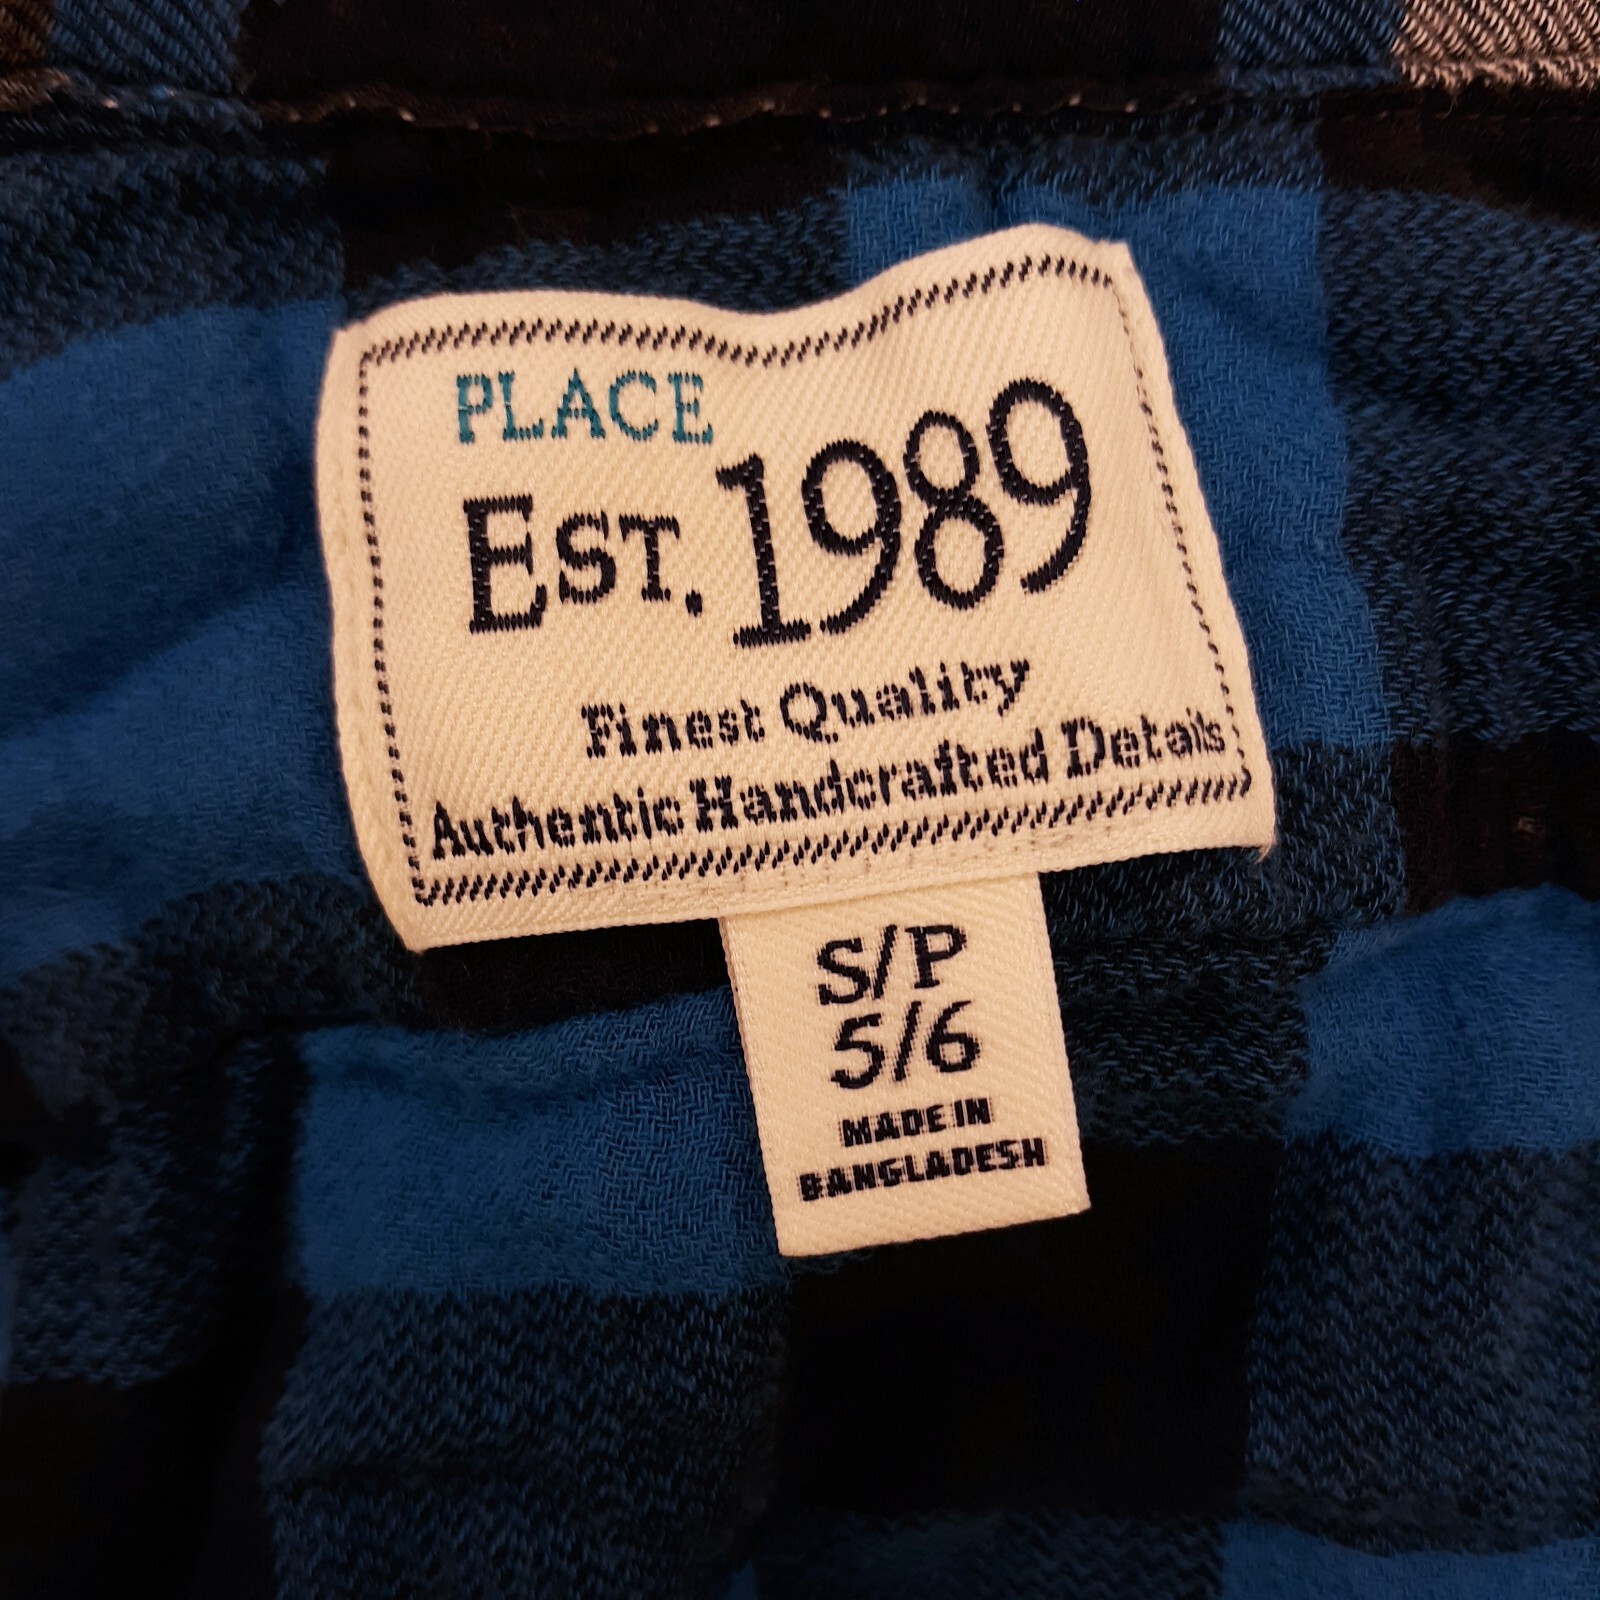 PLACE
EST. 1989
Finest Quality
Authentic Handcrafted Details
S/P
5/6
MADE IN
BANGLADESH